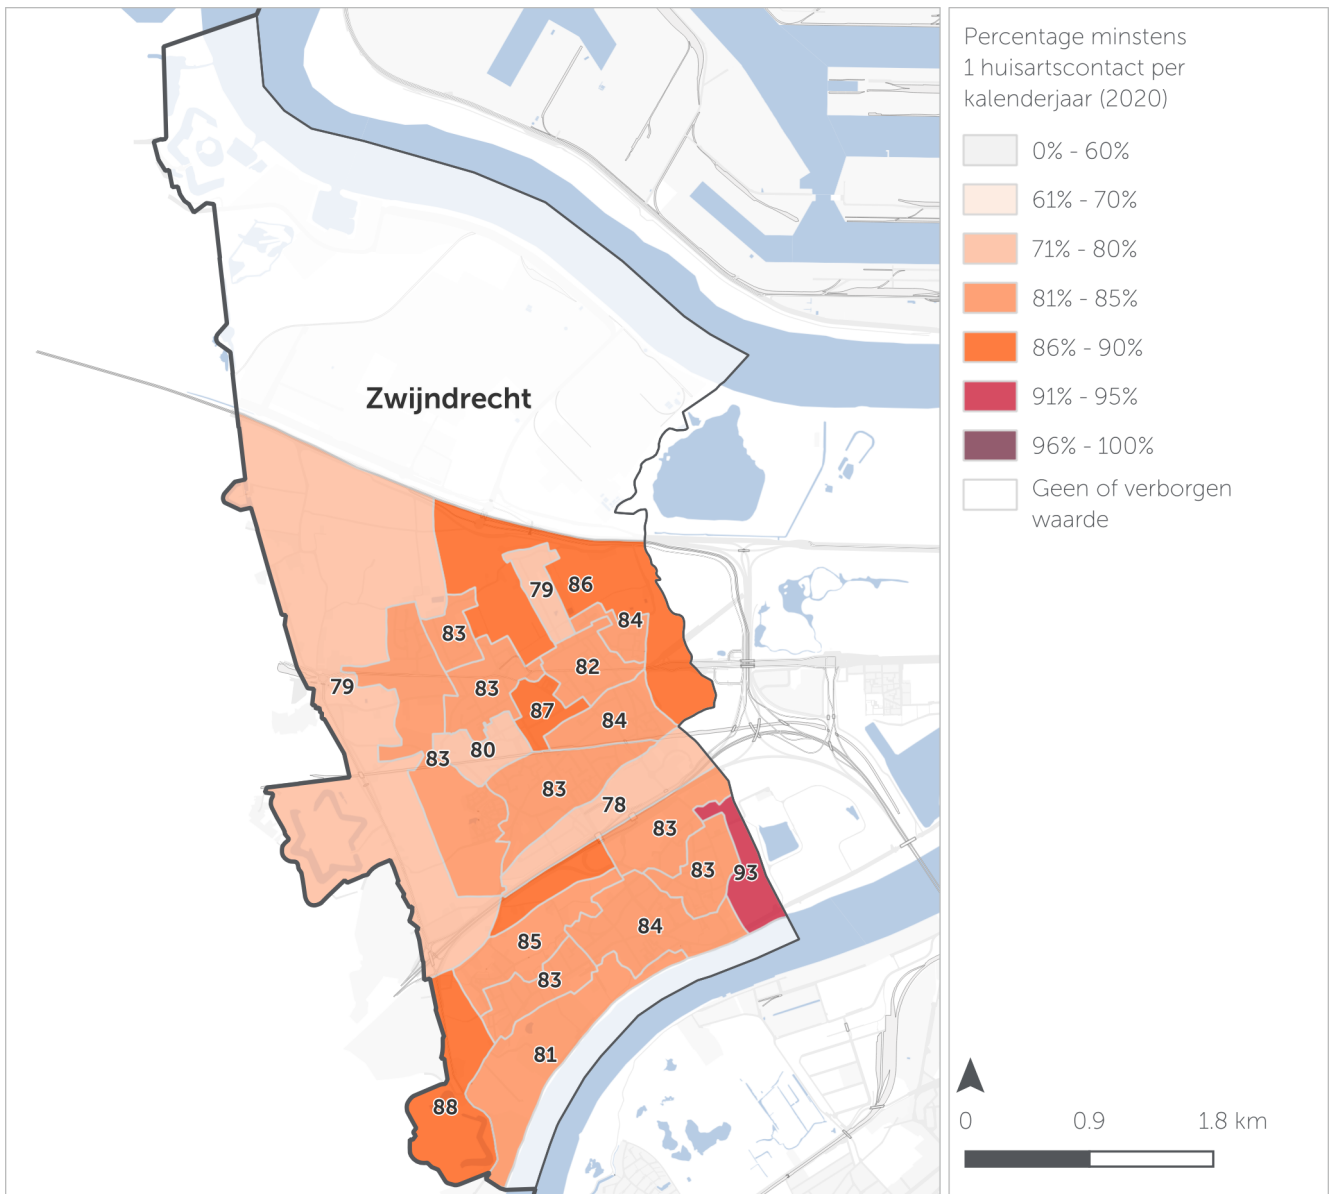 Percentage minstens
1 huisartscontact per
kalenderjaar (2020)
0% - 60%
61% - 70%
71% - 80%
81% - 85%
86% - 90%
91% - 95%
96% - 100%
Geen of verborgen
waarde
Zwijndrecht
79
86
84
83
82
79
83
87
84
83
80
83
78
83
83
93
84
85
83
81
88
0 0.9 1.8 km